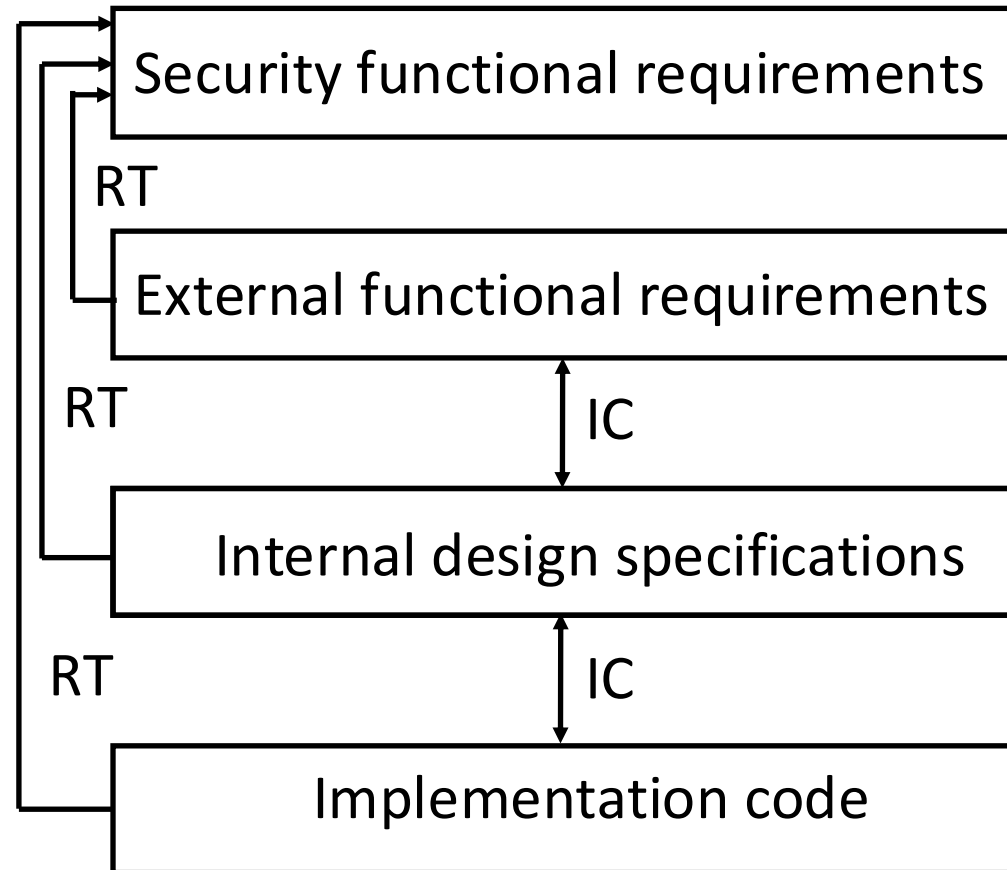 Security functional requirements
RT
External functional requirements
RT
IC
Internal design specifications
RT
IC
Implementation code